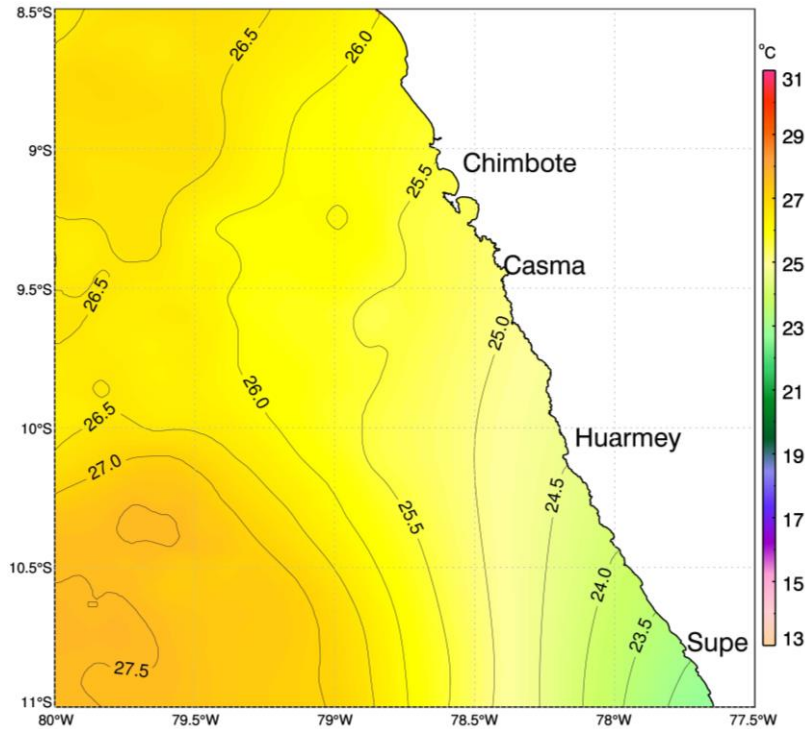 8.5°S
26.5
26.0
°C
31
9°S
Chimbote
29
25.5
27
Casma
26.5
9.5°S
25.0
25
23
26.0
26.5
21
10°S
Huarmey
27.0
19
24.5
25.5
17
10.5°S
24.0
15
23.5
Supe
13
27.5
11°S
80°W
79.5°W
79°W
78.5°W
78°W
77.5°W